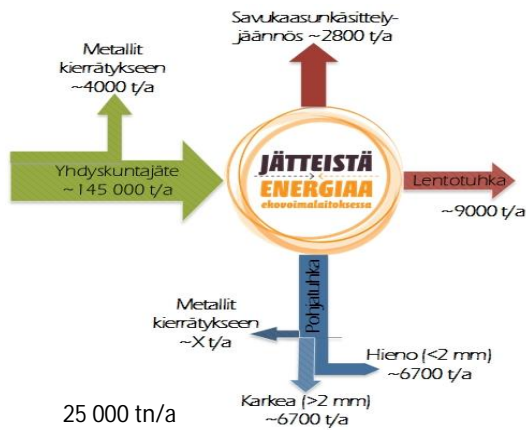 Savukaasunkäsittely-
jäännös ~2800 t/a
Metallit
kierrätykseen
~4000 t/a
Yhdyskuntajäte
~145 000 t/a
JÄTTEISTÄ
ENERGIAA
ekovoimalaitoksessa
Lentotuhka
~9000 t/a
Pohjatuhka
Metallit
kierrätykseen
~X t/a
Hieno (<2 mm)
~6700 t/a
Karkea (>2 mm)
~6700 t/a
25 000 tn/a